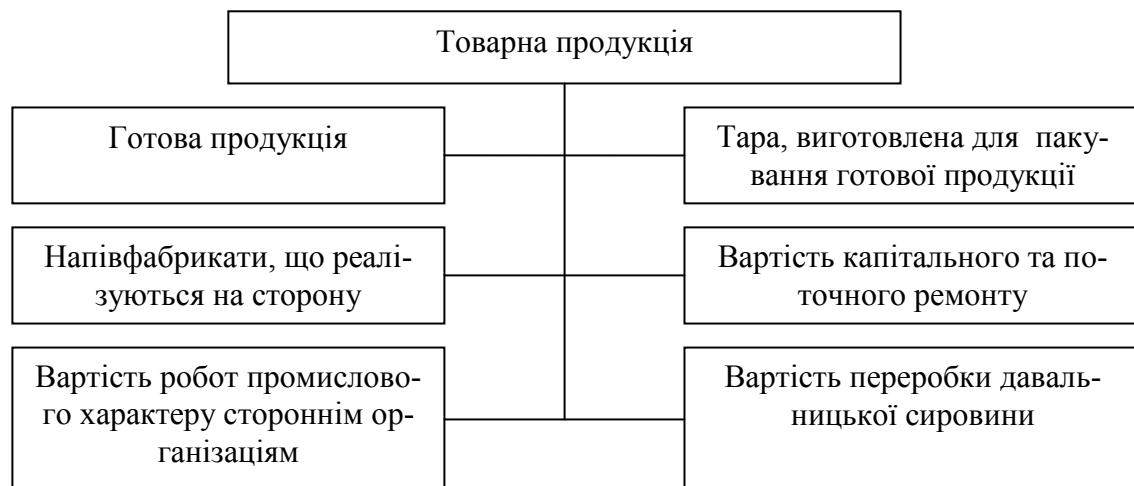 Товарна продукція
Готова продукція
Тара, виготовлена для паку-
вання готової продукції
Напівфабрикати, що реалі-
зуються на сторону
Вартість капітального та по-
точного ремонту
Вартість робот промислово-
го характеру стороннім ор-
ганізаціям
Вартість переробки даваль-
ницької сировини